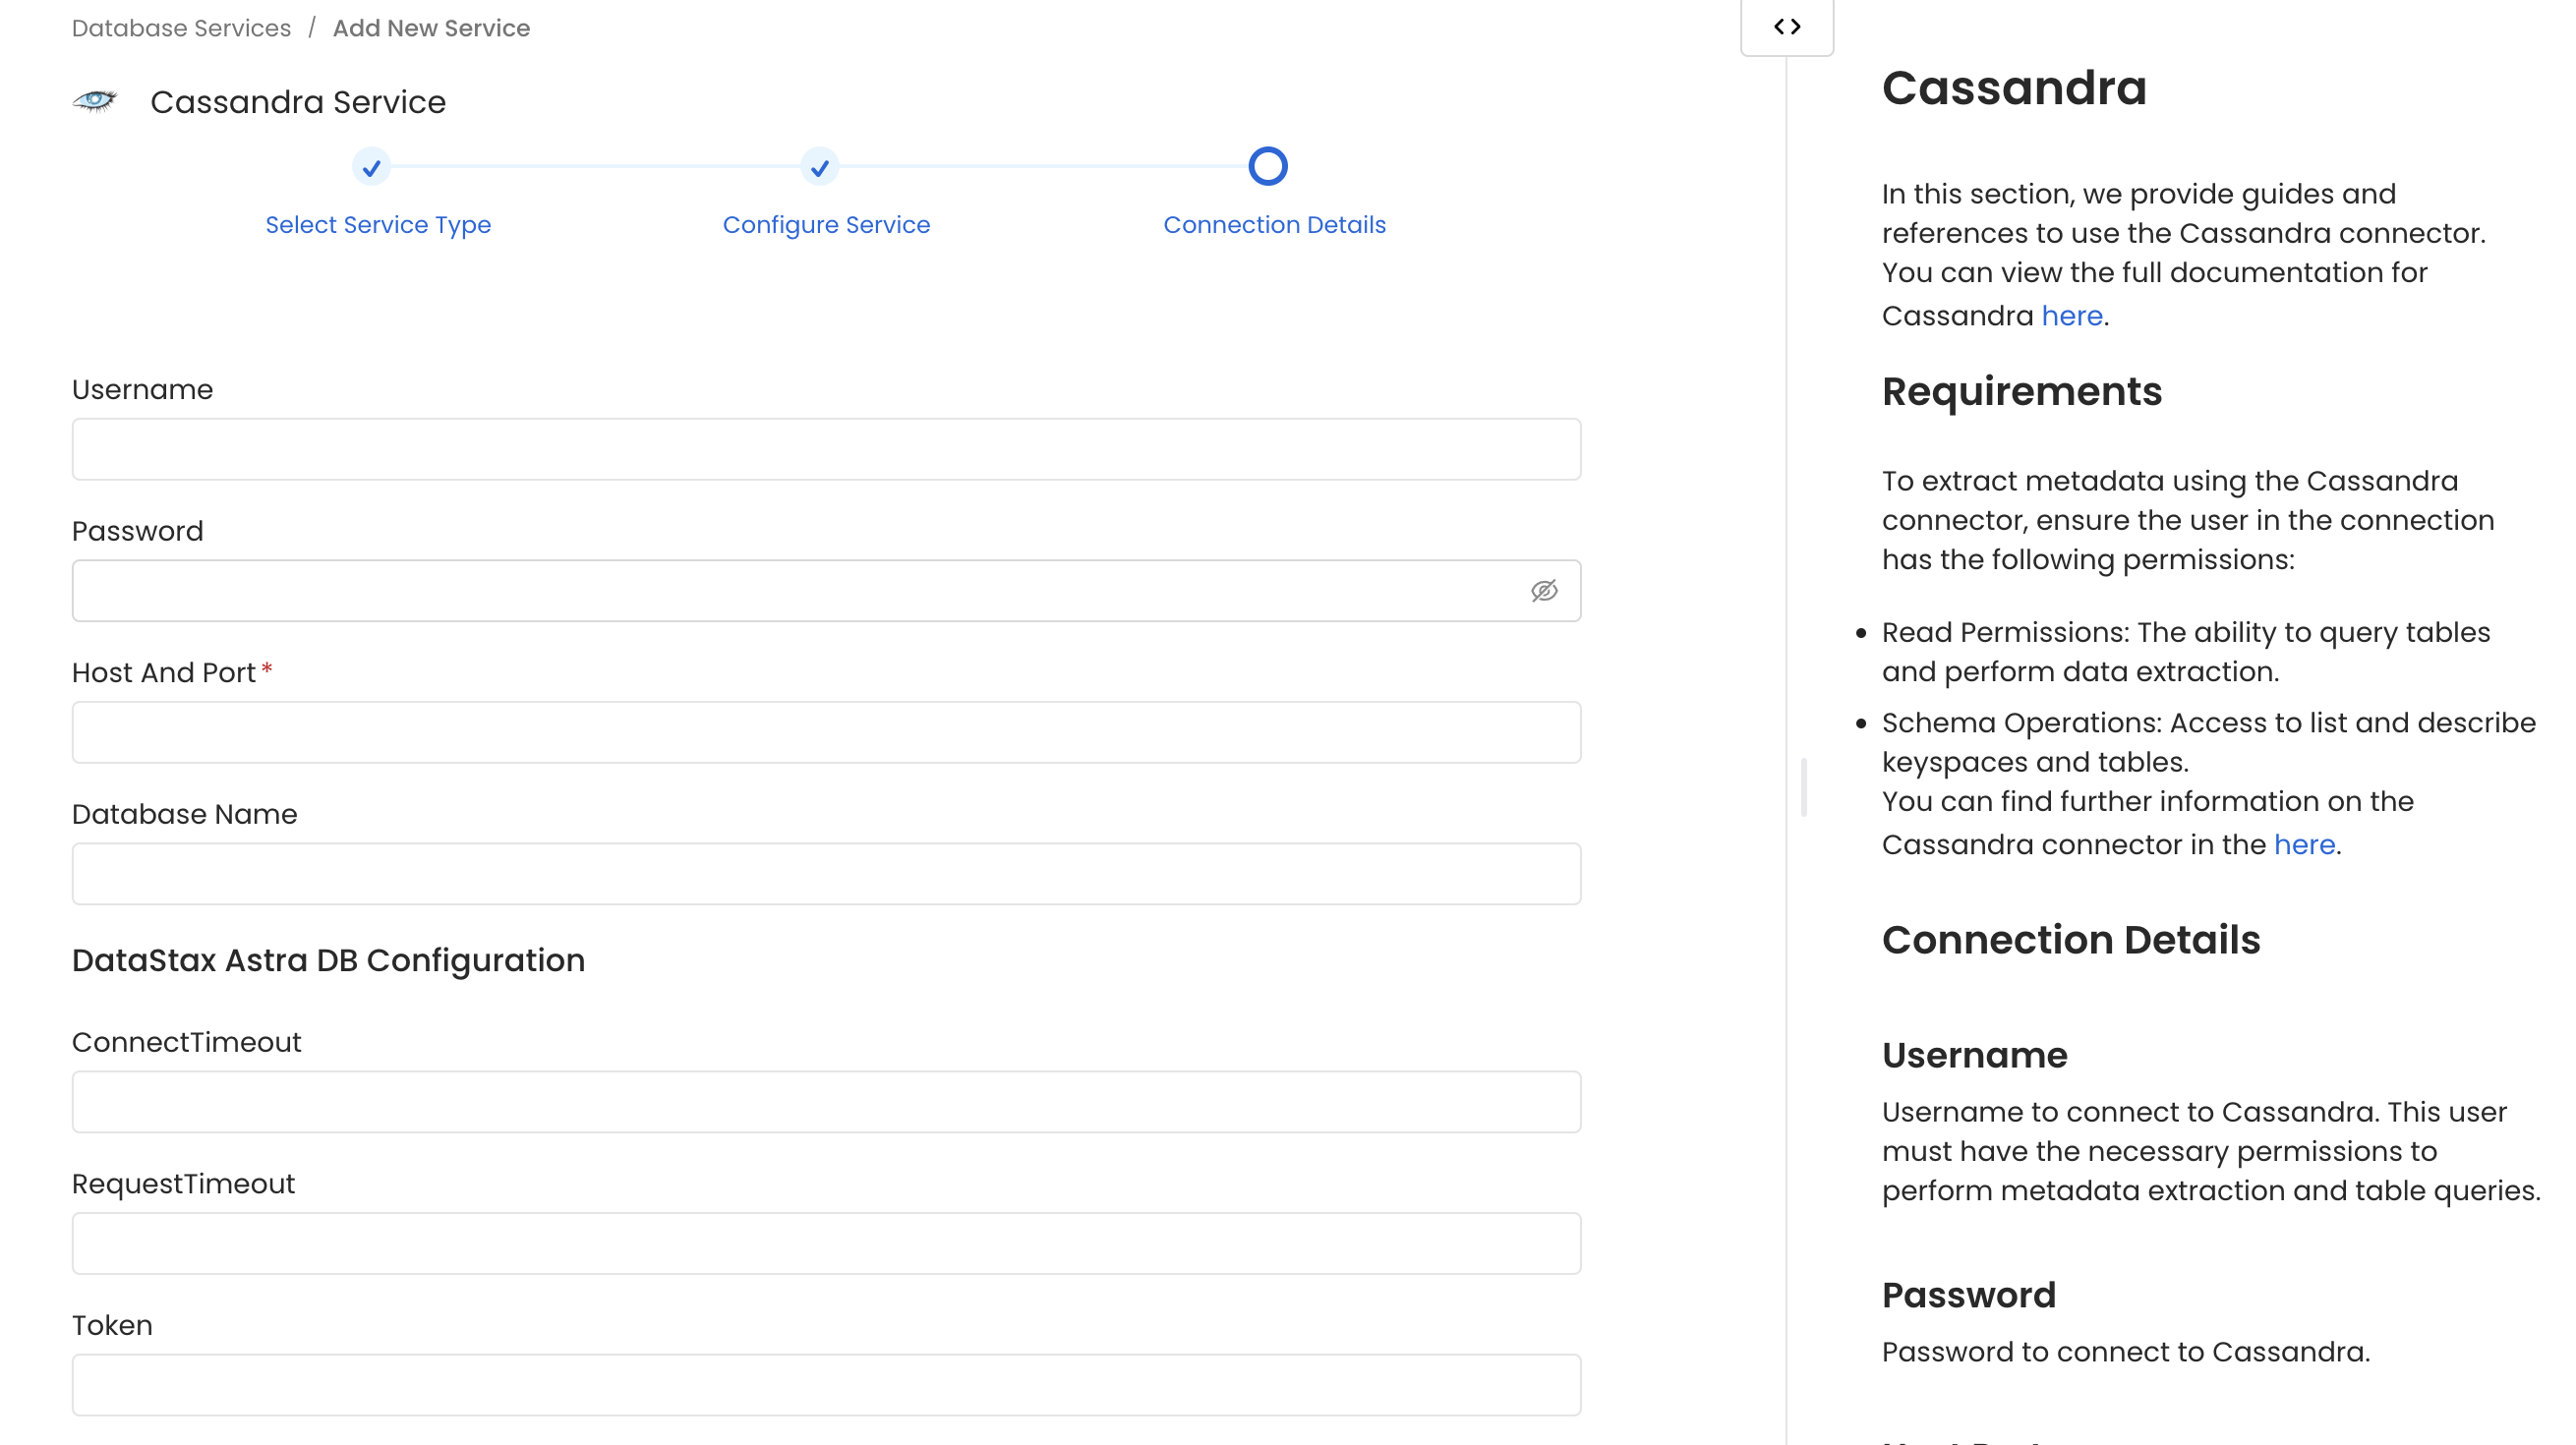 Database Services / Add New Service
Cassandra Service
Select Service Type
Configure Service
Connection Details
Username
Password
Host And Port *
Database Name
DataStax Astra DB Configuration
ConnectTimeout
RequestTimeout
Token
Cassandra
In this section, we provide guides and
references to use the Cassandra connector.
You can view the full documentation for
Cassandra here.
Requirements
To extract metadata using the Cassandra
connector, ensure the user in the connection
has the following permissions:
• Read Permissions: The ability to query tables
and perform data extraction.
• Schema Operations: Access to list and describe
keyspaces and tables.
You can find further information on the
Cassandra connector in the here.
Connection Details
Username
Username to connect to Cassandra. This user
must have the necessary permissions to
perform metadata extraction and table queries.
Password
Password to connect to Cassandra.